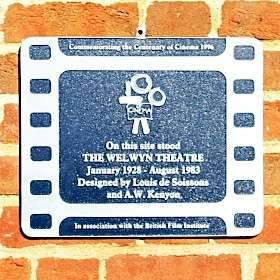 Commemorating the Centenary of Cinema 1996
On this site stood
THE WELWYN THEATRE
January 1928 - August 1983
Designed by Louis de Soissons
and A.W. Kenyon
In association with the British Film Institute